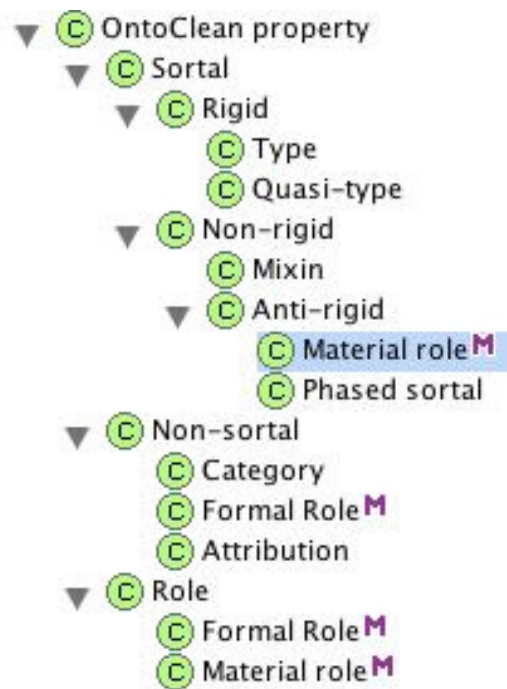 C OntoClean property
C Sortal
C Rigid
C Type
C Quasi-type
C Non-rigid
C Mixin
C Anti-rigid
C Material role M
C Phased sortal
C Non-sortal
C Category
C Formal Role M
C Attribution
C Role
C Formal Role M
C Material role M